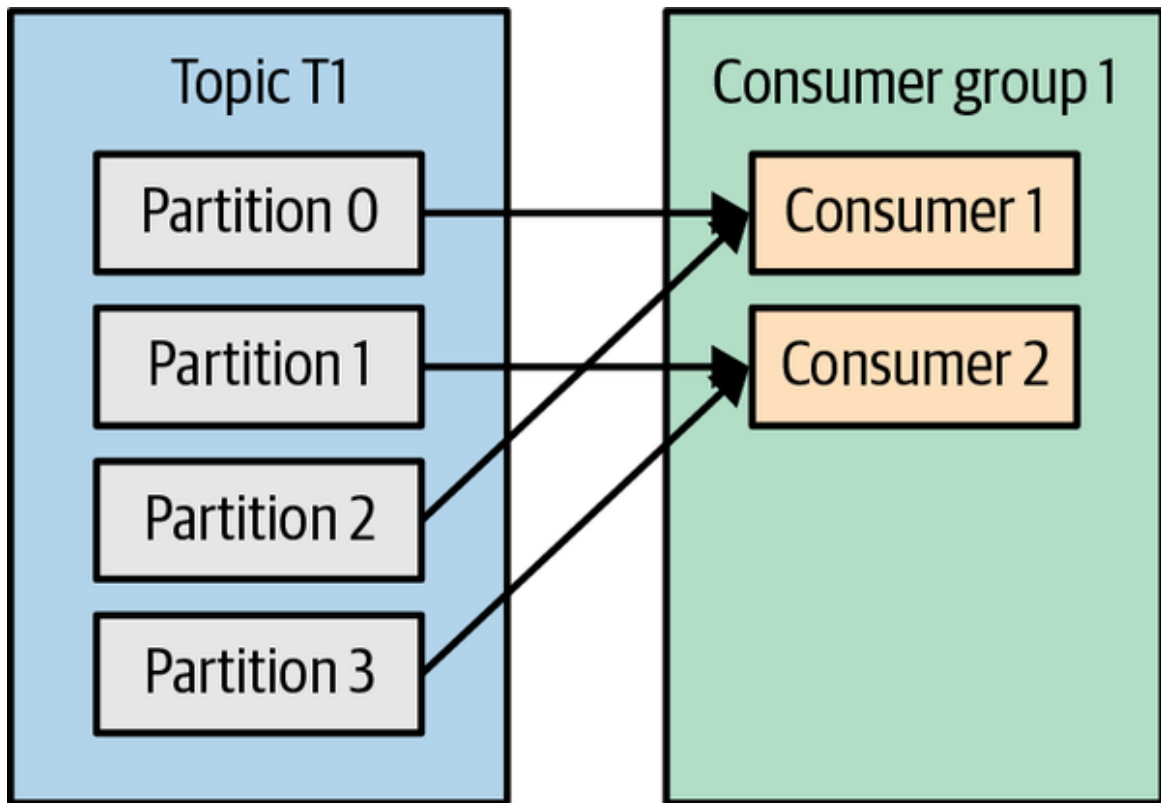 Topic T1
Partition 0
Partition 1
Partition 2
Partition 3
Consumer group 1
Consumer 1
Consumer 2